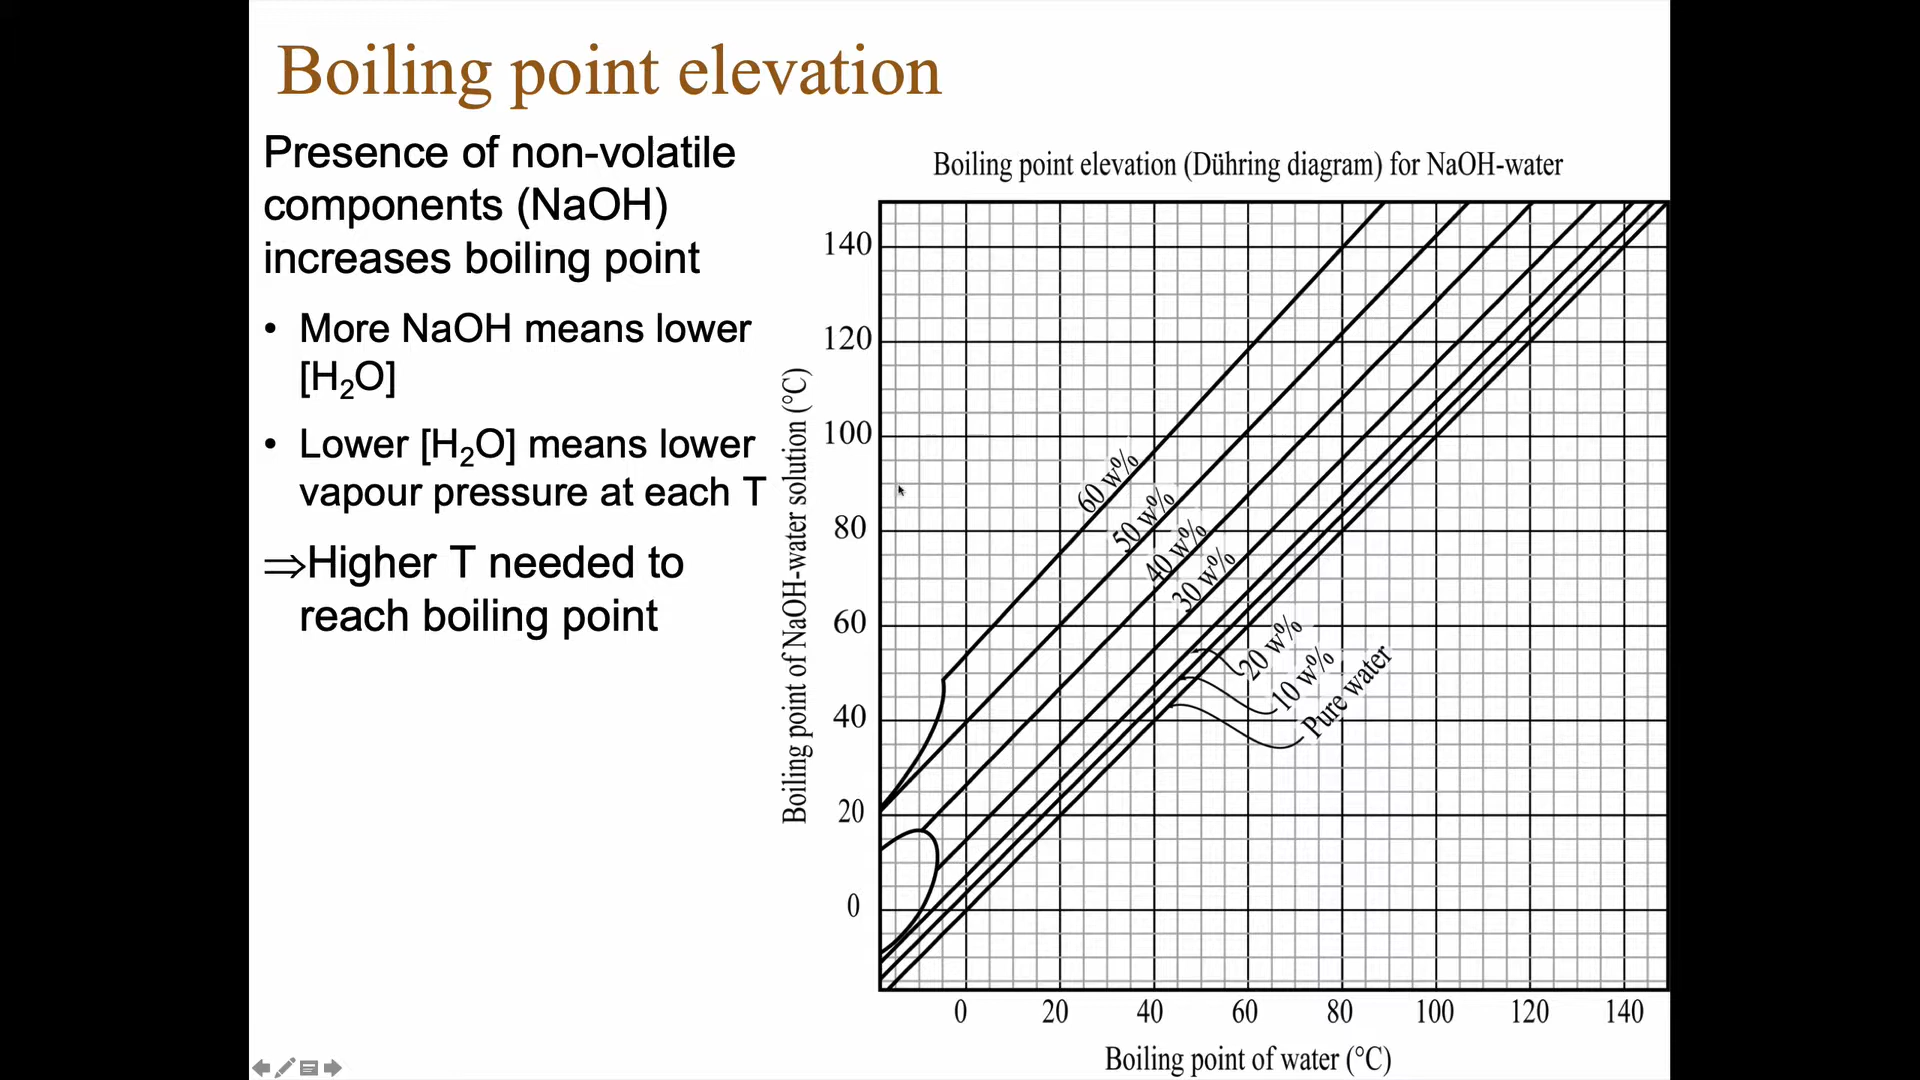 Boiling point elevation
Presence of non-volatile
components (NaOH)
increases boiling point
• More NaOH means lower
[H₂O]
• Lower [H₂O] means lower
vapour pressure at each T
⇒Higher T needed to
reach boiling point
Boiling point elevation (Dühring diagram) for NaOH-water
Boiling point of NaOH-water solution (°C)
140
120
100
80
60
40
20
0
60 w%
50 w%
40 w%
30 w%
20 w%
10 w%
Pure water
0 20 40 60 80 100 120 140
Boiling point of water (°C)